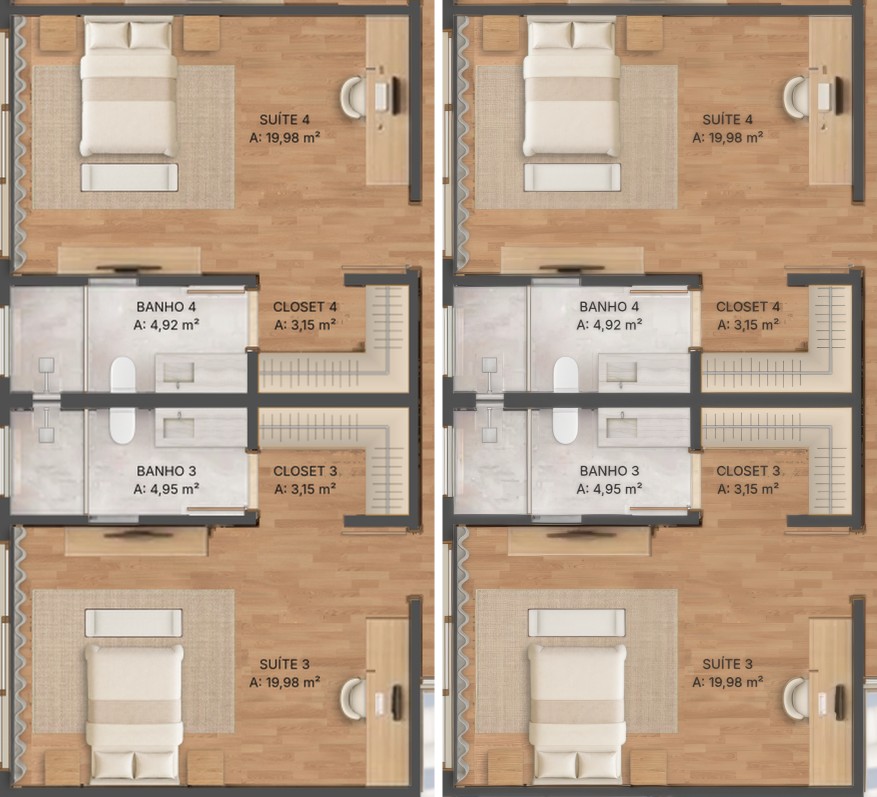 SUÍTE 4
A: 19,98 m²
BANHO 4
A: 4,92 m²
CLOSET 4
A: 3,15 m²
BANHO 3
A: 4,95 m²
CLOSET 3
A: 3,15 m²
SUÍTE 3
A: 19,98 m²
SUÍTE 4
A: 19,98 m²
BANHO 4
A: 4,92 m²
CLOSET 4
A: 3,15 m²
BANHO 3
A: 4,95 m²
CLOSET 3
A: 3,15 m²
SUÍTE 3
A: 19,98 m²